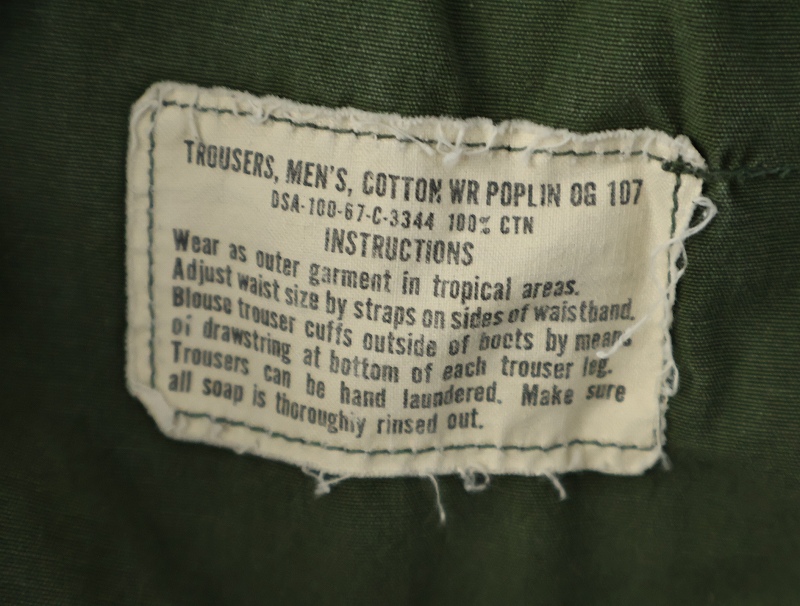 TROUSERS, MEN'S, COTTON WR POPLIN OG 107
DSA-100-67-C-3344 100% CTN
INSTRUCTIONS
Wear as outer garment in tropical areas.
Adjust waist size by straps on sides of waistband.
Blouse trouser cuffs outside of boots by means
of drawstring at bottom of each trouser leg.
Trousers can be hand laundered. Make sure
all soap is thoroughly rinsed out.